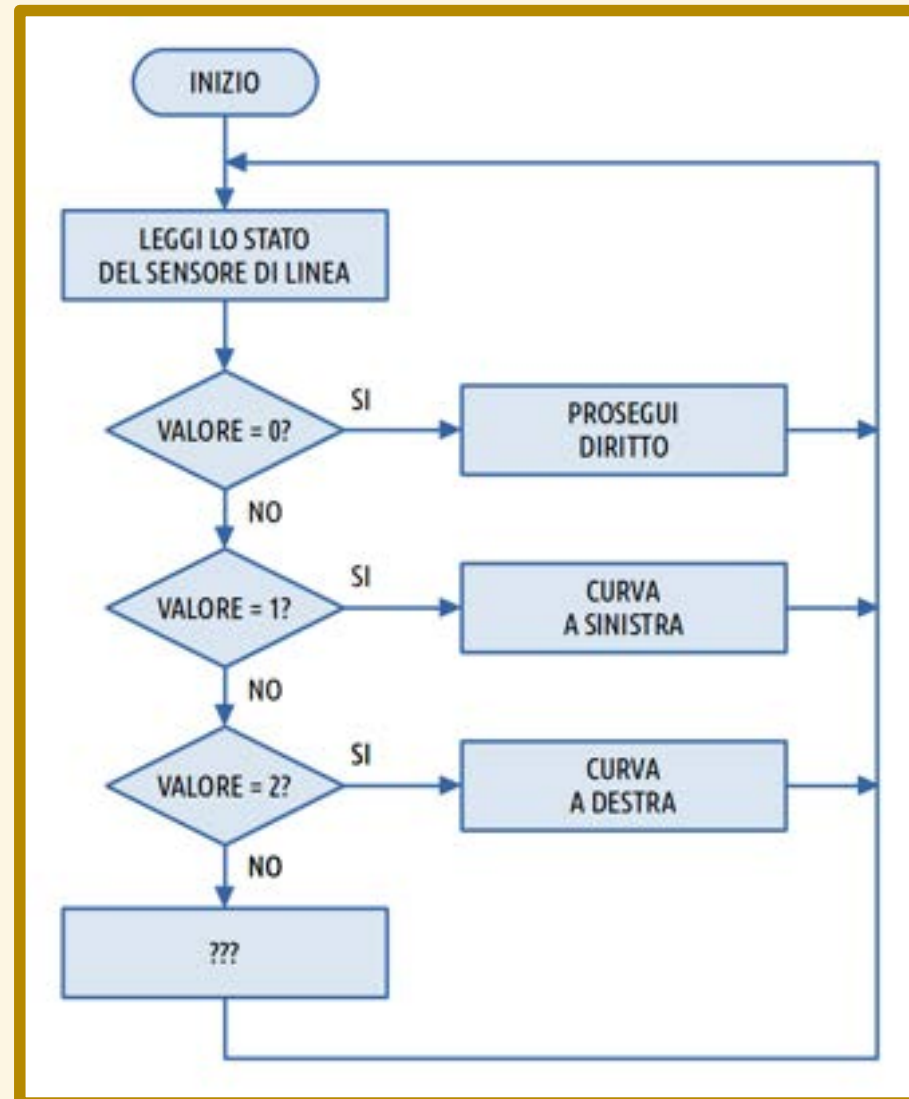 INIZIO
LEGGI LO STATO
DEL SENSORE DI LINEA
VALORE = 0?
SI
PROSEGUI
DIRITTO
NO
VALORE = 1?
SI
CURVA
A SINISTRA
NO
VALORE = 2?
SI
CURVA
A DESTRA
NO
???